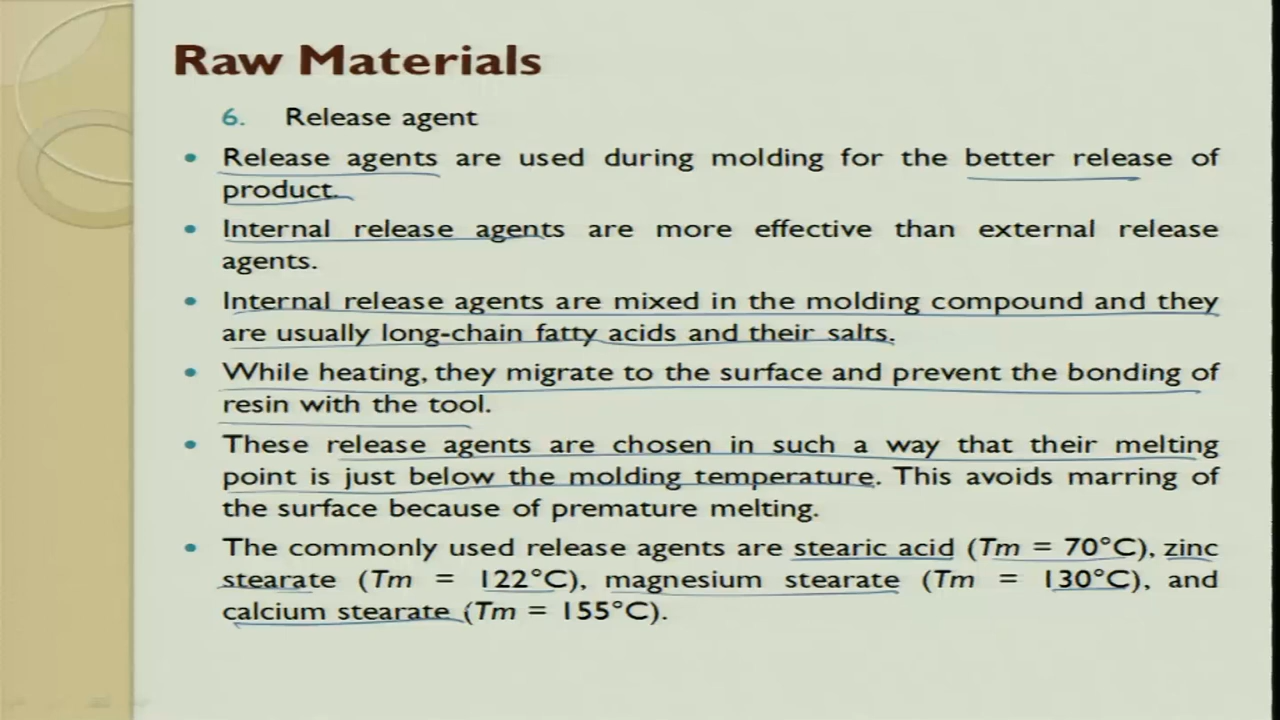 Raw Materials
6. Release agent
• Release agents are used during molding for the better release of
product.
• Internal release agents are more effective than external release
agents.
• Internal release agents are mixed in the molding compound and they
are usually long-chain fatty acids and their salts.
• While heating, they migrate to the surface and prevent the bonding of
resin with the tool.
• These release agents are chosen in such a way that their melting
point is just below the molding temperature. This avoids marring of
the surface because of premature melting.
• The commonly used release agents are stearic acid (Tm = 70°C), zinc
stearate (Tm = 122°C), magnesium stearate (Tm = 130°C), and
calcium stearate (Tm = 155°C).